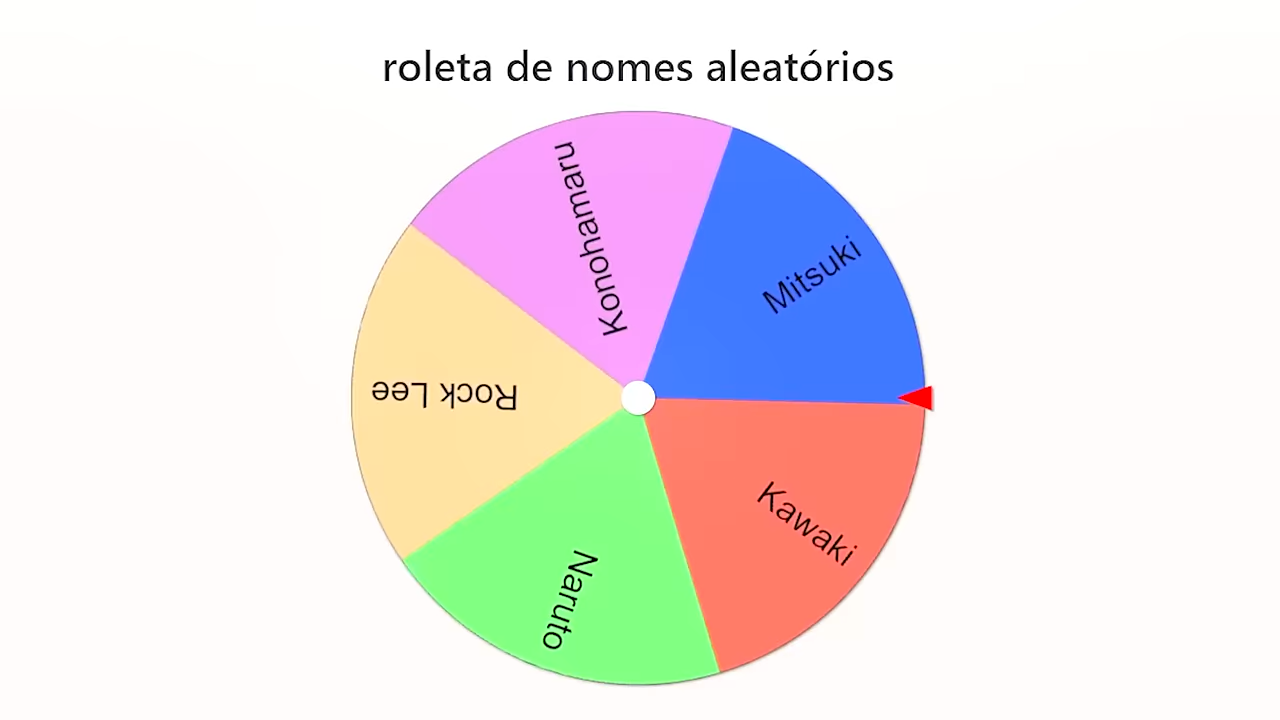 roleta de nomes aleatórios
Konohamaru
Mitsuki
Rock Lee
Kawaki
Naruto